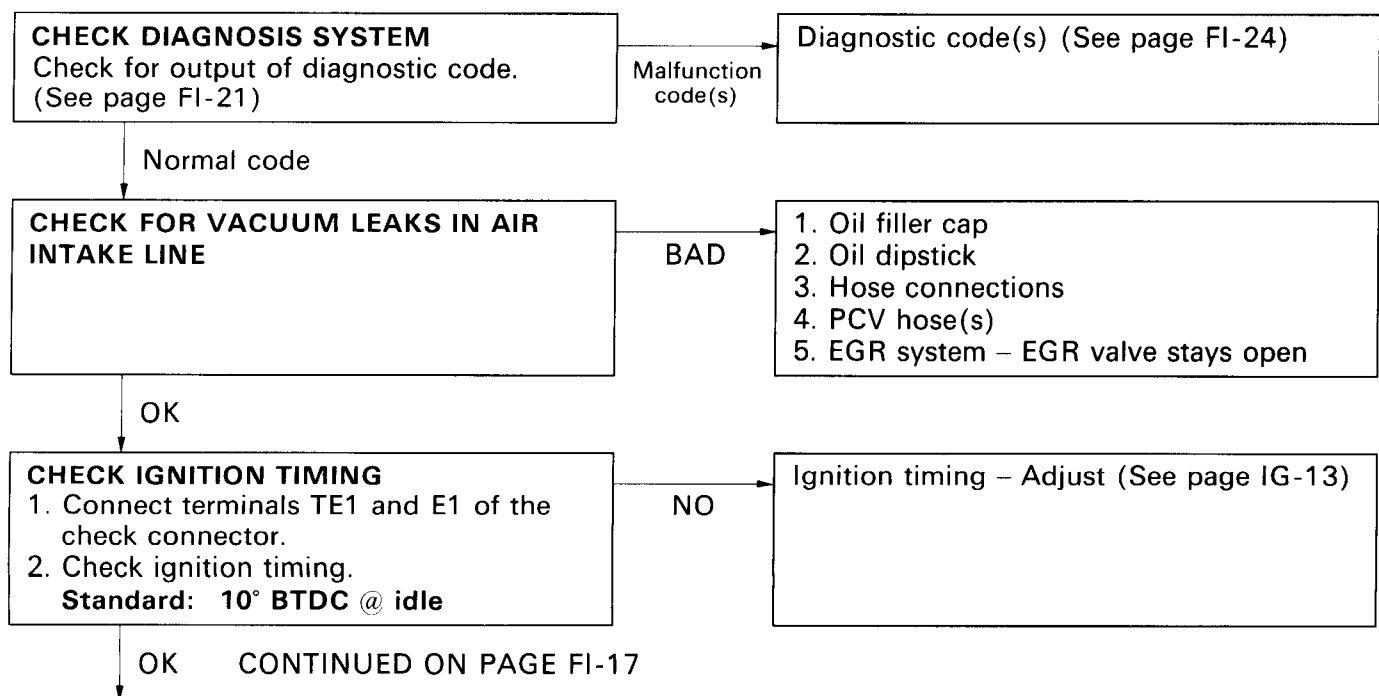 CHECK DIAGNOSIS SYSTEM
Check for output of diagnostic code.
(See page FI-21)
Malfunction
code(s)
Diagnostic code(s) (See page FI-24)
Normal code
CHECK FOR VACUUM LEAKS IN AIR
INTAKE LINE
BAD
1. Oil filler cap
2. Oil dipstick
3. Hose connections
4. PCV hose(s)
5. EGR system – EGR valve stays open
OK
CHECK IGNITION TIMING
1. Connect terminals TE1 and E1 of the
check connector.
2. Check ignition timing.
Standard: 10° BTDC @ idle
NO
Ignition timing – Adjust (See page IG-13)
OK CONTINUED ON PAGE FI-17